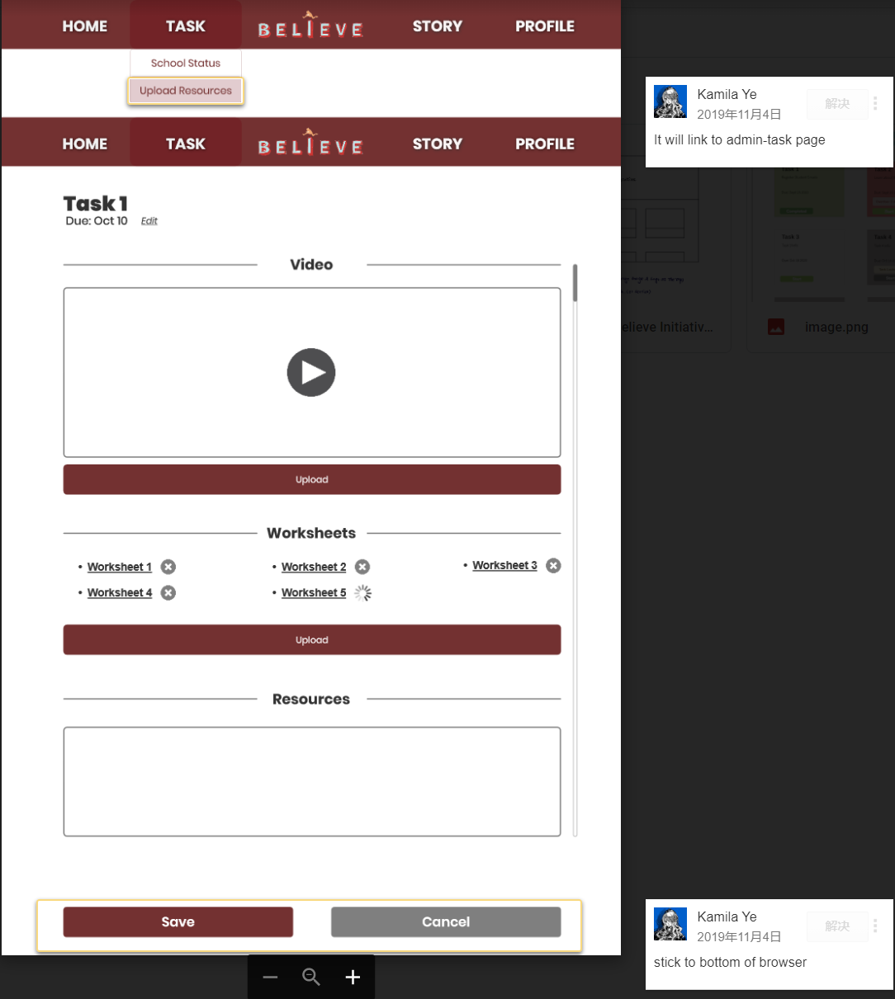 HOME TASK BELIEVE STORY PROFILE
School Status
Upload Resources
HOME TASK BELIEVE STORY PROFILE
Task 1
Due: Oct 10 Edit
Video
Upload
Worksheets
• Worksheet 1 • Worksheet 2 • Worksheet 3
• Worksheet 4 • Worksheet 5
Upload
Resources
Save Cancel
Kamila Ye
2019年11月4日
解决
It will link to admin-task page
elieve Initiativ...
image.png
Kamila Ye
2019年11月4日
解决
stick to bottom of browser